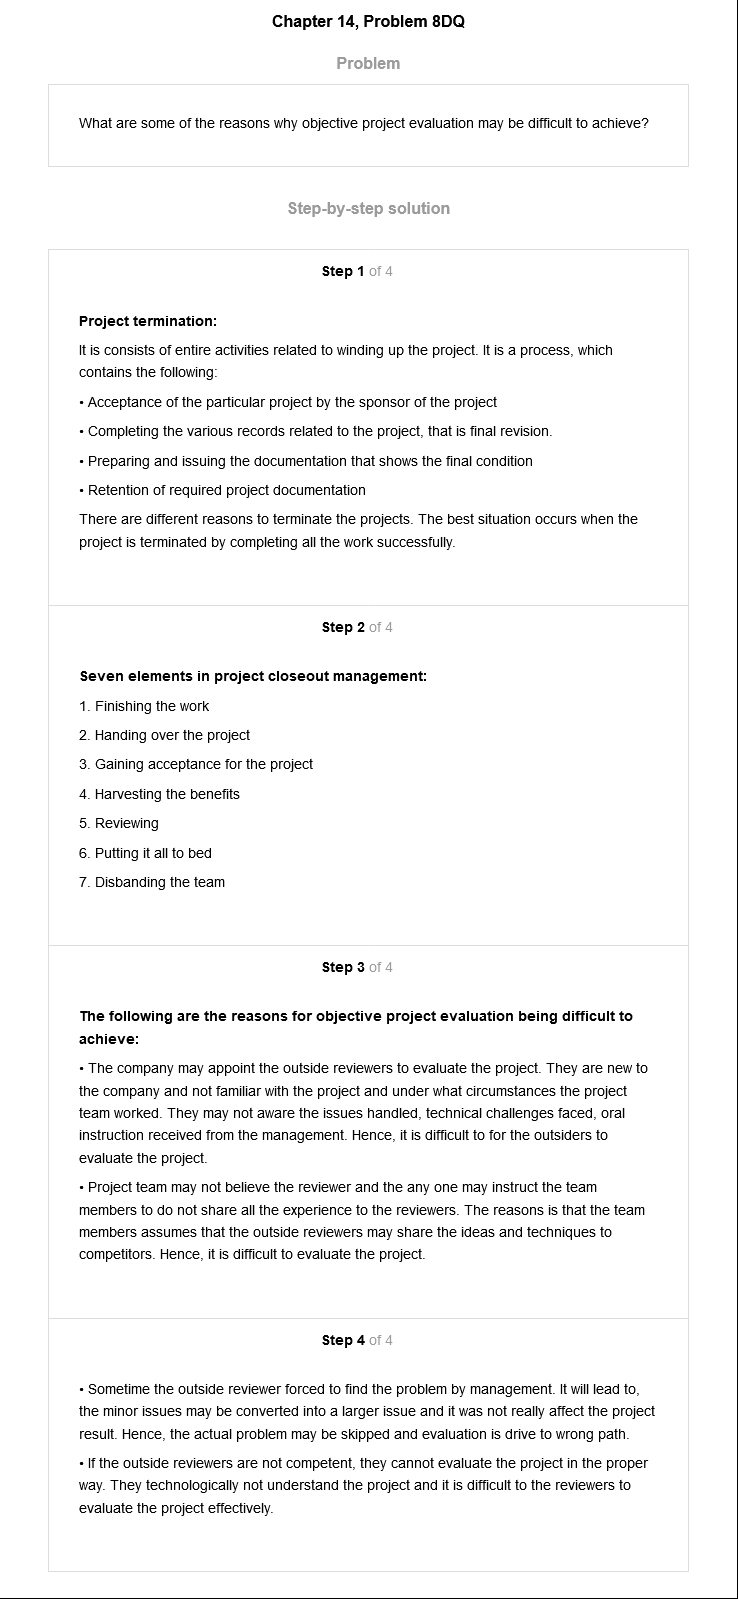 Chapter 14, Problem 8DQ
Problem
What are some of the reasons why objective project evaluation may be difficult to achieve?
Step-by-step solution
Step 1 of 4
Project termination:
It is consists of entire activities related to winding up the project. It is a process, which
contains the following:
• Acceptance of the particular project by the sponsor of the project
• Completing the various records related to the project, that is final revision.
• Preparing and issuing the documentation that shows the final condition
• Retention of required project documentation
There are different reasons to terminate the projects. The best situation occurs when the
project is terminated by completing all the work successfully.
Step 2 of 4
Seven elements in project closeout management:
1. Finishing the work
2. Handing over the project
3. Gaining acceptance for the project
4. Harvesting the benefits
5. Reviewing
6. Putting it all to bed
7. Disbanding the team
Step 3 of 4
The following are the reasons for objective project evaluation being difficult to
achieve:
• The company may appoint the outside reviewers to evaluate the project. They are new to
the company and not familiar with the project and under what circumstances the project
team worked. They may not aware the issues handled, technical challenges faced, oral
instruction received from the management. Hence, it is difficult to for the outsiders to
evaluate the project.
• Project team may not believe the reviewer and the any one may instruct the team
members to do not share all the experience to the reviewers. The reasons is that the team
members assumes that the outside reviewers may share the ideas and techniques to
competitors. Hence, it is difficult to evaluate the project.
Step 4 of 4
• Sometime the outside reviewer forced to find the problem by management. It will lead to,
the minor issues may be converted into a larger issue and it was not really affect the project
result. Hence, the actual problem may be skipped and evaluation is drive to wrong path.
• If the outside reviewers are not competent, they cannot evaluate the project in the proper
way. They technologically not understand the project and it is difficult to the reviewers to
evaluate the project effectively.